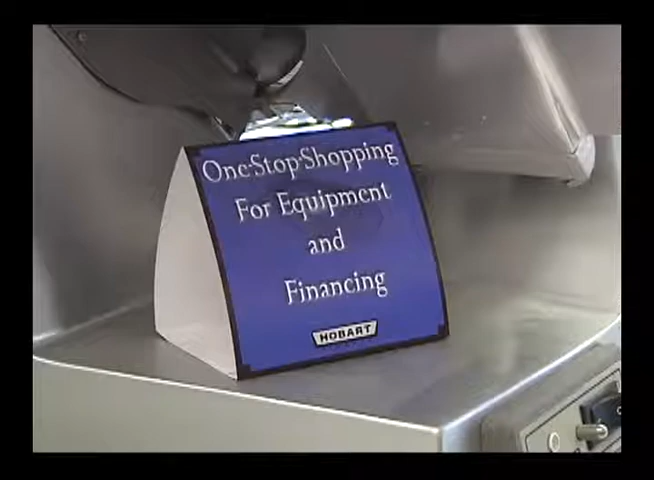 One-Stop-Shopping
For Equipment
and
Financing
HOBART